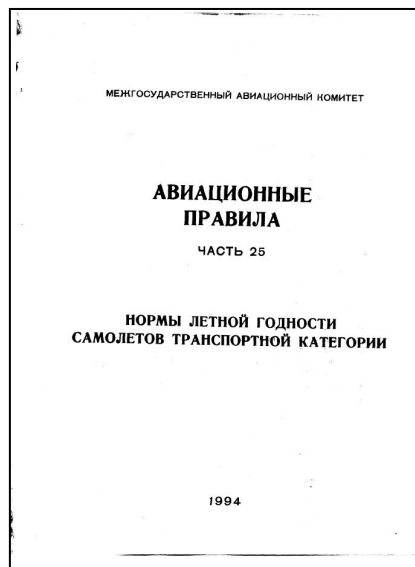 МЕЖГОСУДАРСТВЕННЫЙ АВИАЦИОННЫЙ КОМИТЕТ
АВИАЦИОННЫЕ
ПРАВИЛА
ЧАСТЬ 25
НОРМЫ ЛЕТНОЙ ГОДНОСТИ
САМОЛЕТОВ ТРАНСПОРТНОЙ КАТЕГОРИИ
1994